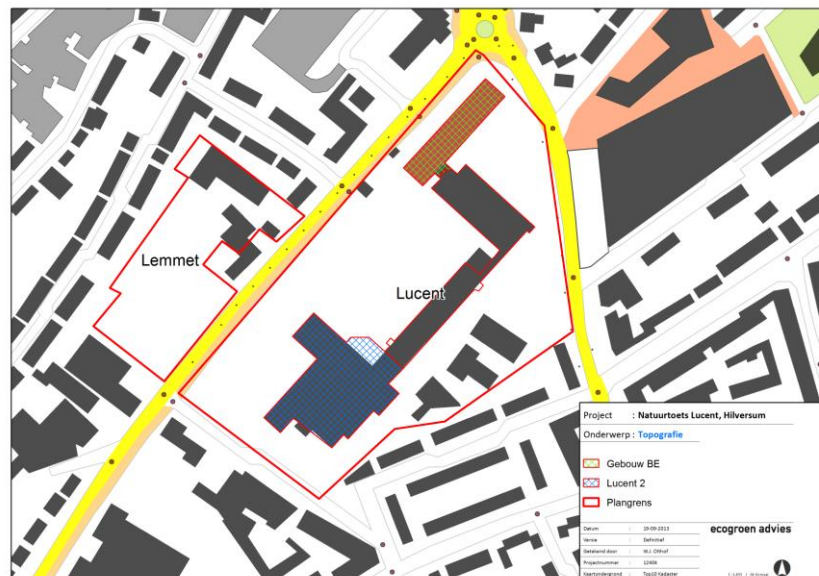 Lemmet
Lucent
Project : Natuurtoets Lucent, Hilversum
Onderwerp : Topografie
Gebouw BE
Lucent 2
Plangrens
Datum : 19-09-2013
Versie : Definitief
Getekend door : W.J. Olthof
Projectnummer : 12486
Kaartondergrond : Top10 Kadaster
ecogroen advies